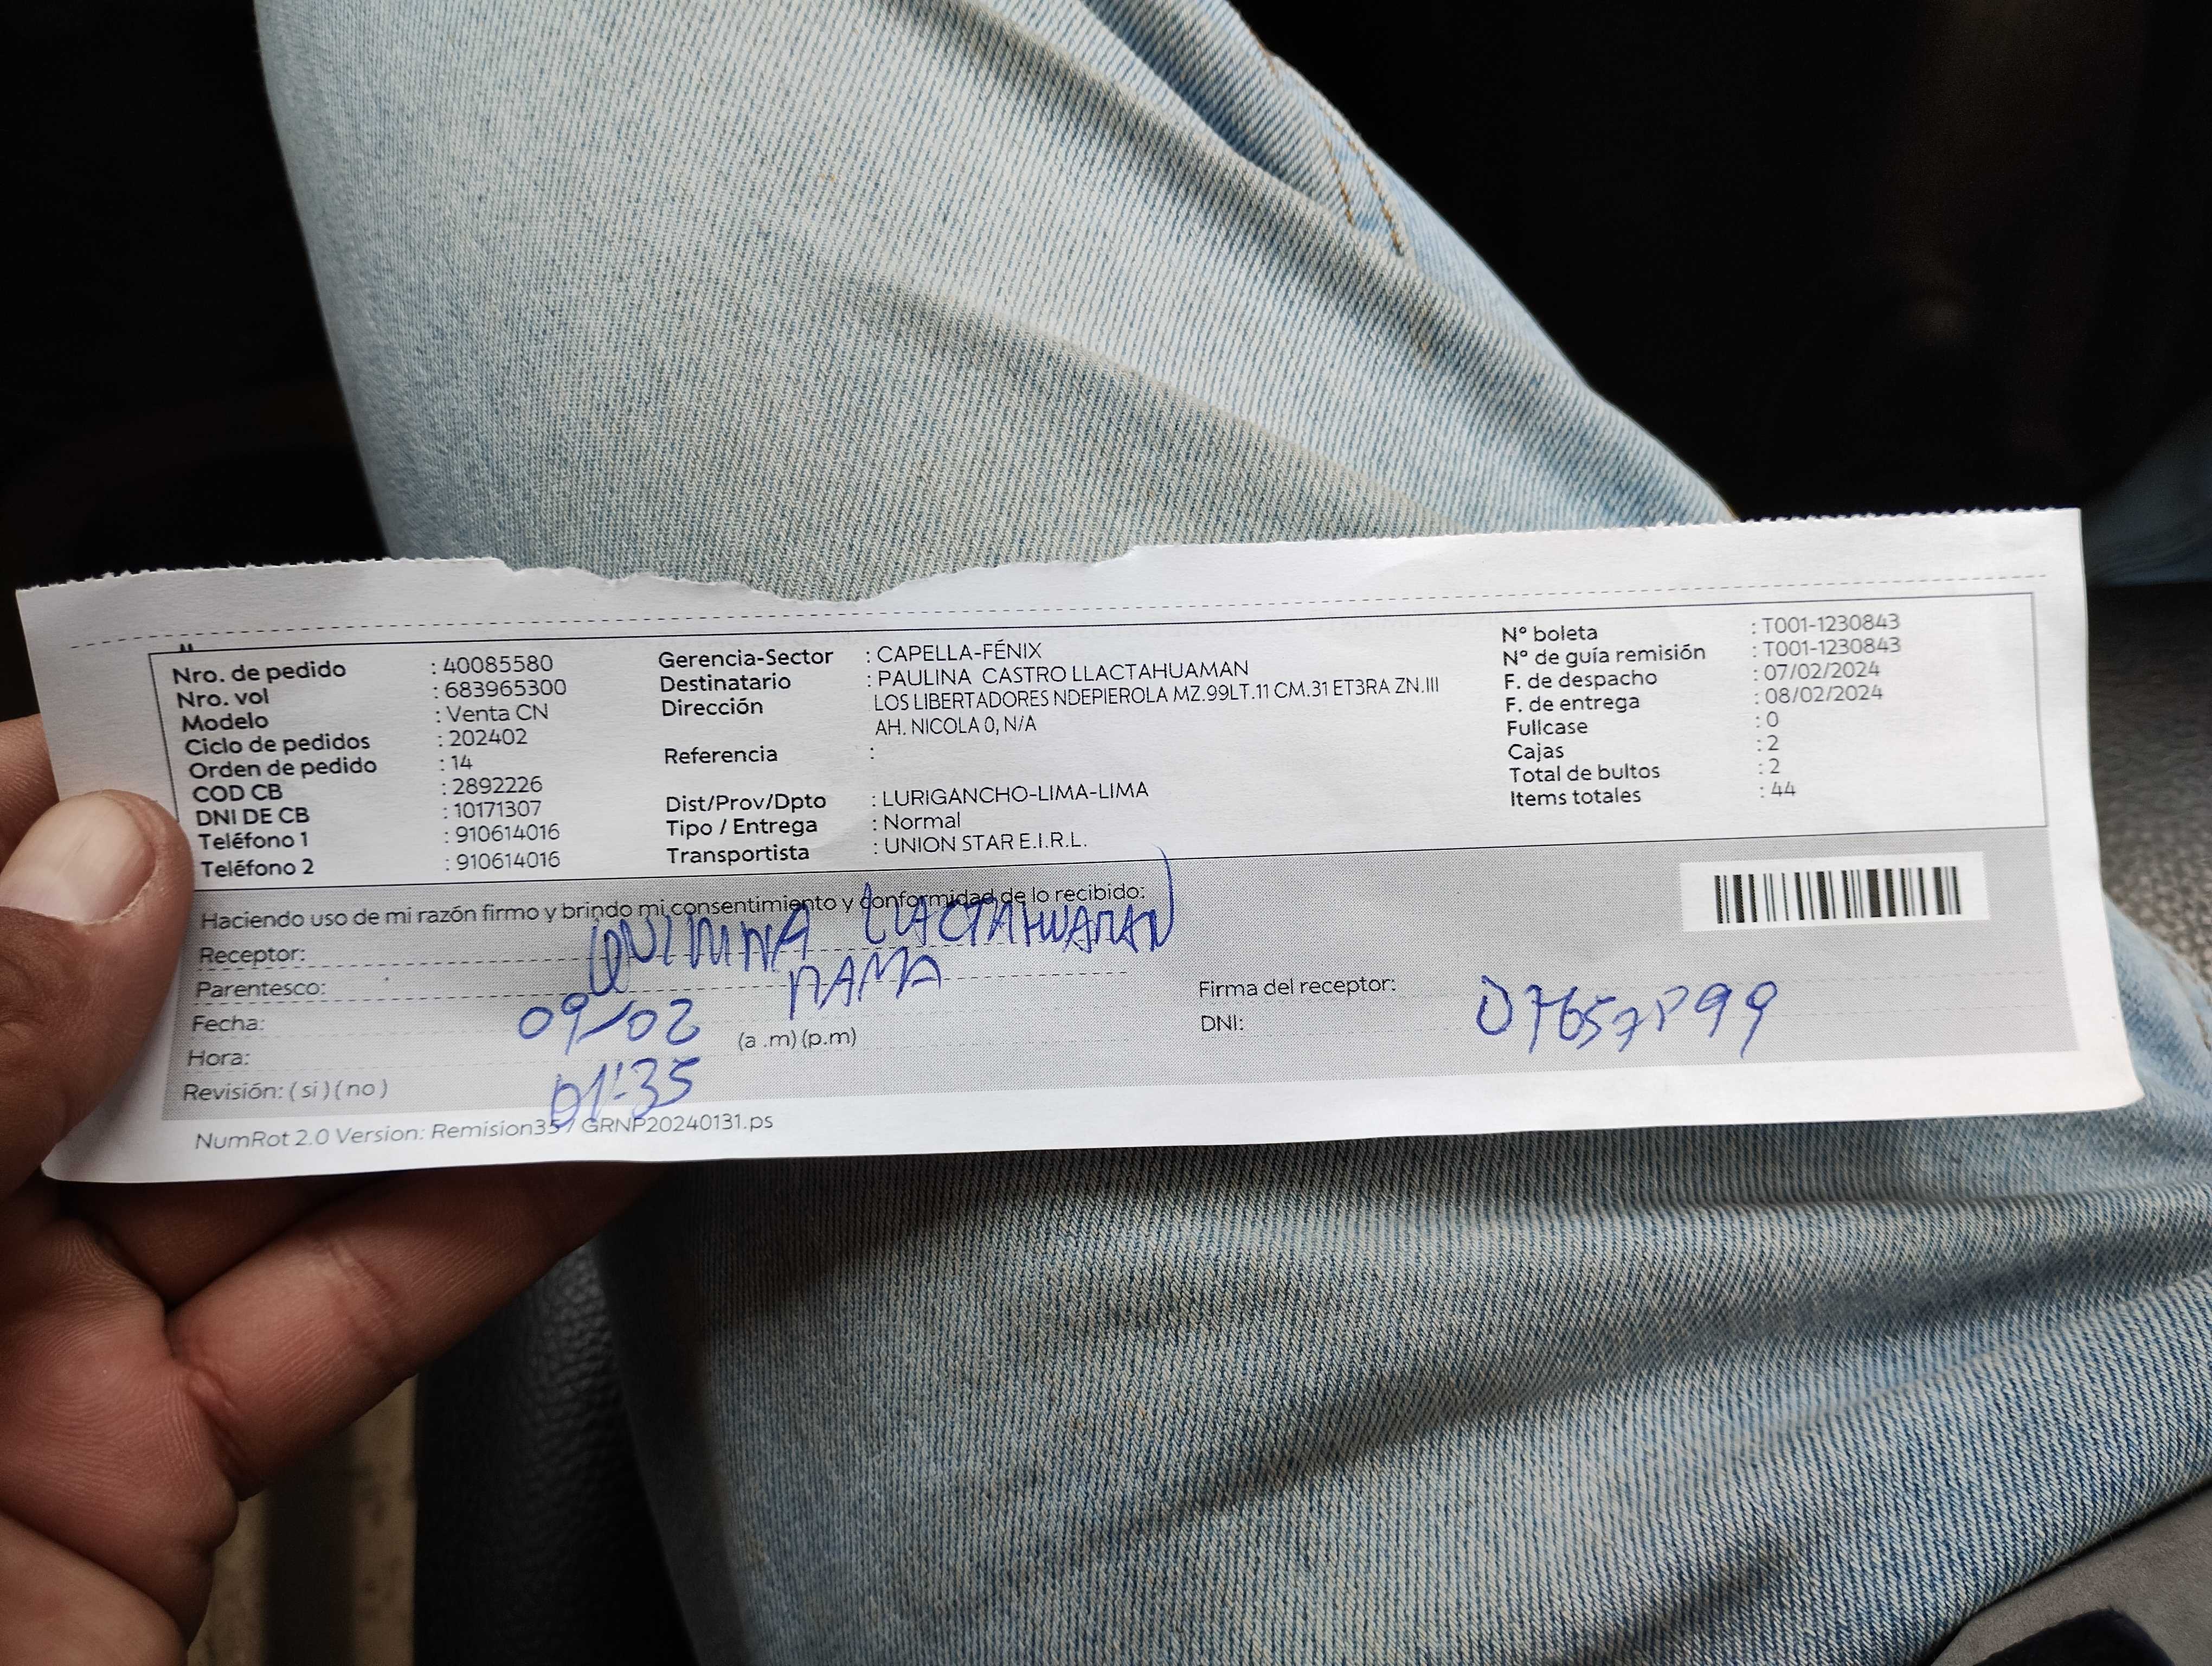 Nro. de pedido : 40085580
Nro. vol : 683965300
Modelo : Venta CN
Ciclo de pedidos : 202402
Orden de pedido : 14
COD CB : 2892226
DNI DE CB : 10171307
Teléfono 1 : 910614016
Teléfono 2 : 910614016
Gerencia-Sector : CAPELLA-FÉNIX
Destinatario : PAULINA CASTRO LLACTAHUAMAN
Dirección LOS LIBERTADORES NDEPIEROLA MZ.99LT.11 CM.31 ET3RA ZN.III
AH. NICOLA 0, N/A
Referencia :
Dist/Prov/Dpto : LURIGANCHO-LIMA-LIMA
Tipo / Entrega : Normal
Transportista : UNION STAR E.I.R.L.
N° boleta : T001-1230843
N° de guía remisión : T001-1230843
F. de despacho : 07/02/2024
F. de entrega : 08/02/2024
Fullcase : 0
Cajas : 2
Total de bultos : 2
Items totales : 44
Haciendo uso de mi razón firmo y brindo mi consentimiento y conformidad de lo recibido:
Receptor: LLACTAHUAMAN
Parentesco: MAMA
Fecha: 09/02
Hora: 01:35 (a .m) (p.m)
Revisión: ( si ) ( no )
Firma del receptor:
DNI:
NumRot 2.0 Version: Remision35 / GRNP20240131.ps